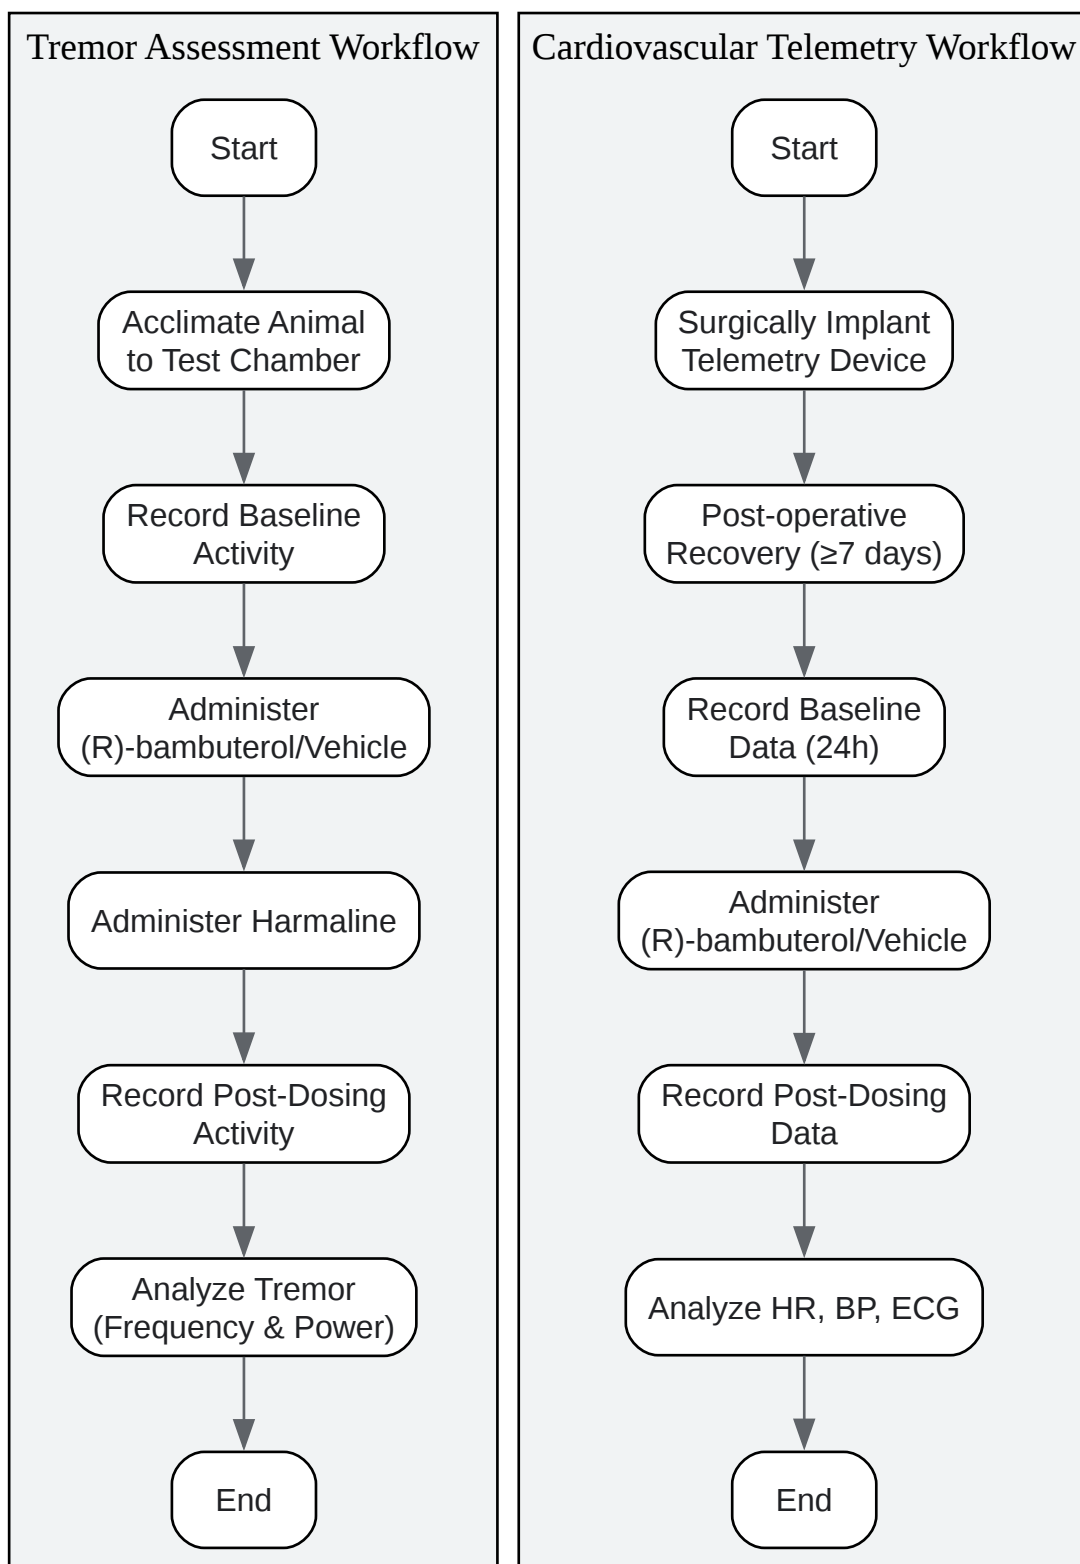 Tremor Assessment Workflow
Start
Acclimate Animal
to Test Chamber
Record Baseline
Activity
Administer
(R)-bambuterol/Vehicle
Administer Harmaline
Record Post-Dosing
Activity
Analyze Tremor
(Frequency & Power)
End
Cardiovascular Telemetry Workflow
Start
Surgically Implant
Telemetry Device
Post-operative
Recovery (≥7 days)
Record Baseline
Data (24h)
Administer
(R)-bambuterol/Vehicle
Record Post-Dosing
Data
Analyze HR, BP, ECG
End